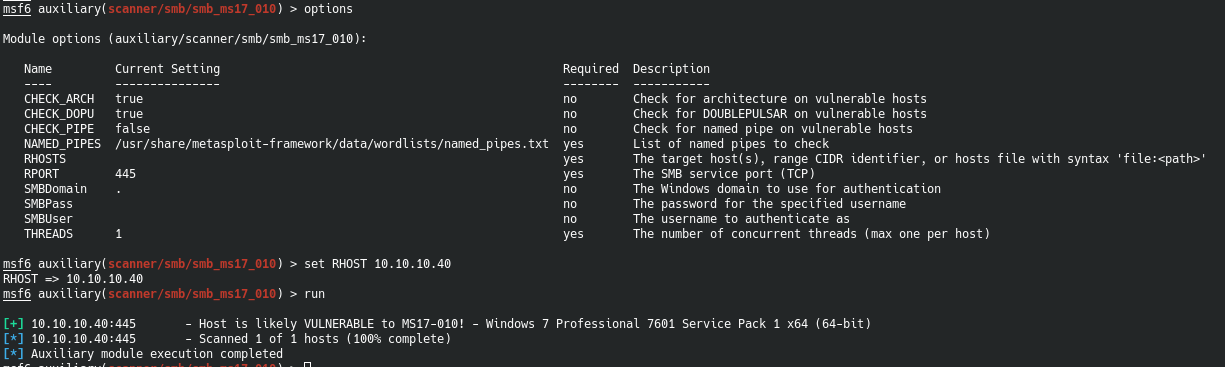 msf6 auxiliary(scanner/smb/smb_ms17_010) > options
Module options (auxiliary/scanner/smb/smb_ms17_010):
Name Current Setting Required Description
---- --------------- -------- -----------
CHECK_ARCH true no Check for architecture on vulnerable hosts
CHECK_DOPU true no Check for DOUBLEPULSAR on vulnerable hosts
CHECK_PIPE false no Check for named pipe on vulnerable hosts
NAMED_PIPES /usr/share/metasploit-framework/data/wordlists/named_pipes.txt yes List of named pipes to check
RHOSTS yes The target host(s), range CIDR identifier, or hosts file with syntax 'file:<path>'
RPORT 445 yes The SMB service port (TCP)
SMBDomain . no The Windows domain to use for authentication
SMBPass no The password for the specified username
SMBUser no The username to authenticate as
THREADS 1 yes The number of concurrent threads (max one per host)
msf6 auxiliary(scanner/smb/smb_ms17_010) > set RHOST 10.10.10.40
RHOST => 10.10.10.40
msf6 auxiliary(scanner/smb/smb_ms17_010) > run
[+] 10.10.10.40:445 - Host is likely VULNERABLE to MS17-010! - Windows 7 Professional 7601 Service Pack 1 x64 (64-bit)
[*] 10.10.10.40:445 - Scanned 1 of 1 hosts (100% complete)
[*] Auxiliary module execution completed
msf6 auxiliary(scanner/smb/smb_ms17_010) >